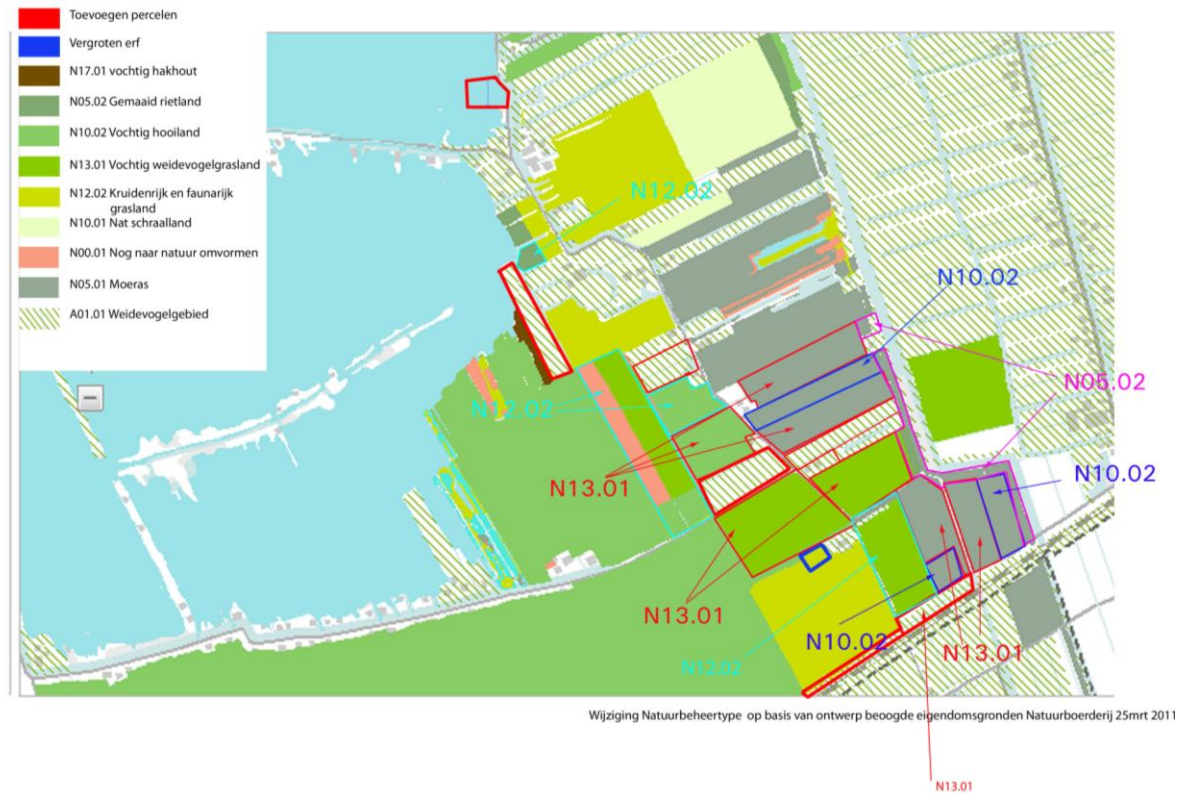 Toevoegen percelen
Vergroten erf
N17.01 vochtig hakhout
N05.02 Gemaaid rietland
N10.02 Vochtig hooiland
N13.01 Vochtig weidevogelgrasland
N12.02 Kruidenrijk en faunarijk
grasland
N10.01 Nat schraalland
N00.01 Nog naar natuur omvormen
N05.01 Moeras
A01.01 Weidevogelgebied
N12.02
N10.02
N05.02
N12.02
N13.01
N10.02
N13.01
N10.02
N13.01
N12.02
Wijziging Natuurbeheertype op basis van ontwerp beoogde eigendomsgronden Natuurboerderij 25mrt 2011
N13.01